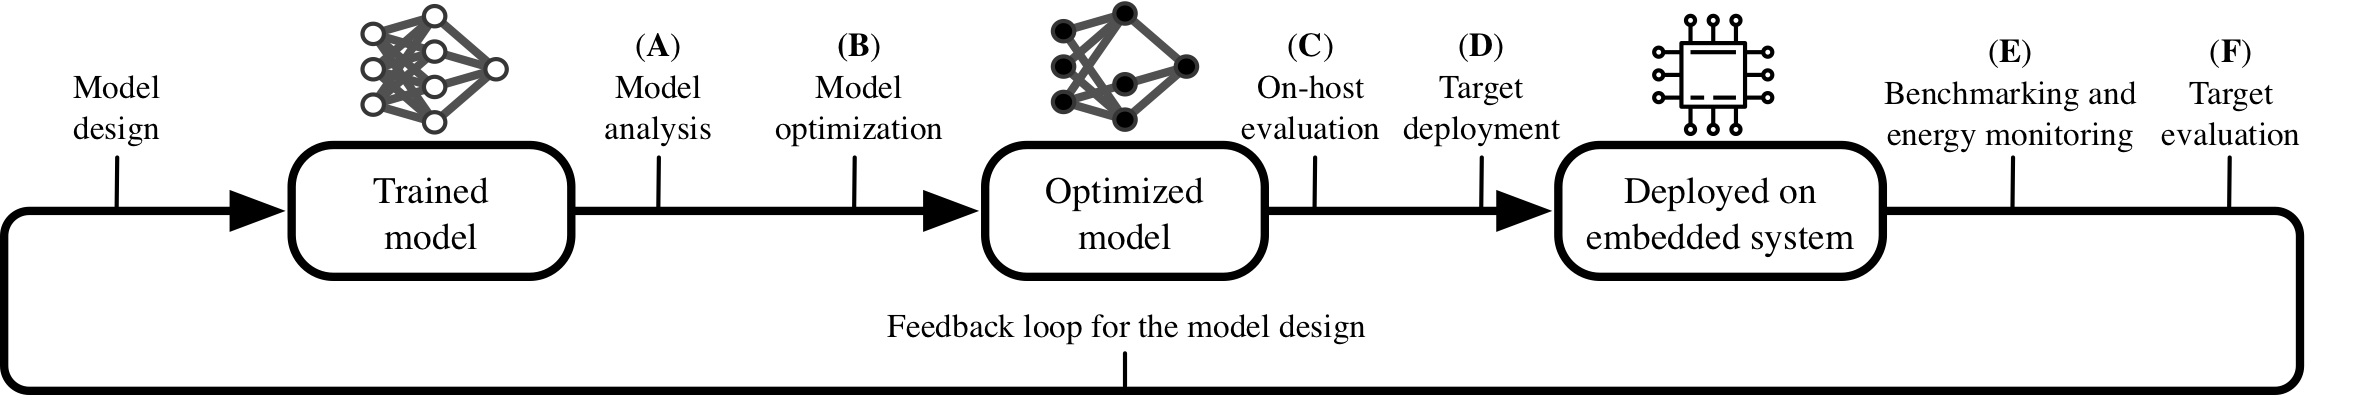 Model
design
(A)
Model
analysis
(B)
Model
optimization
(C)
On-host
evaluation
(D)
Target
deployment
(E)
Benchmarking and
energy monitoring
(F)
Target
evaluation
Trained
model
Optimized
model
Deployed on
embedded system
Feedback loop for the model design